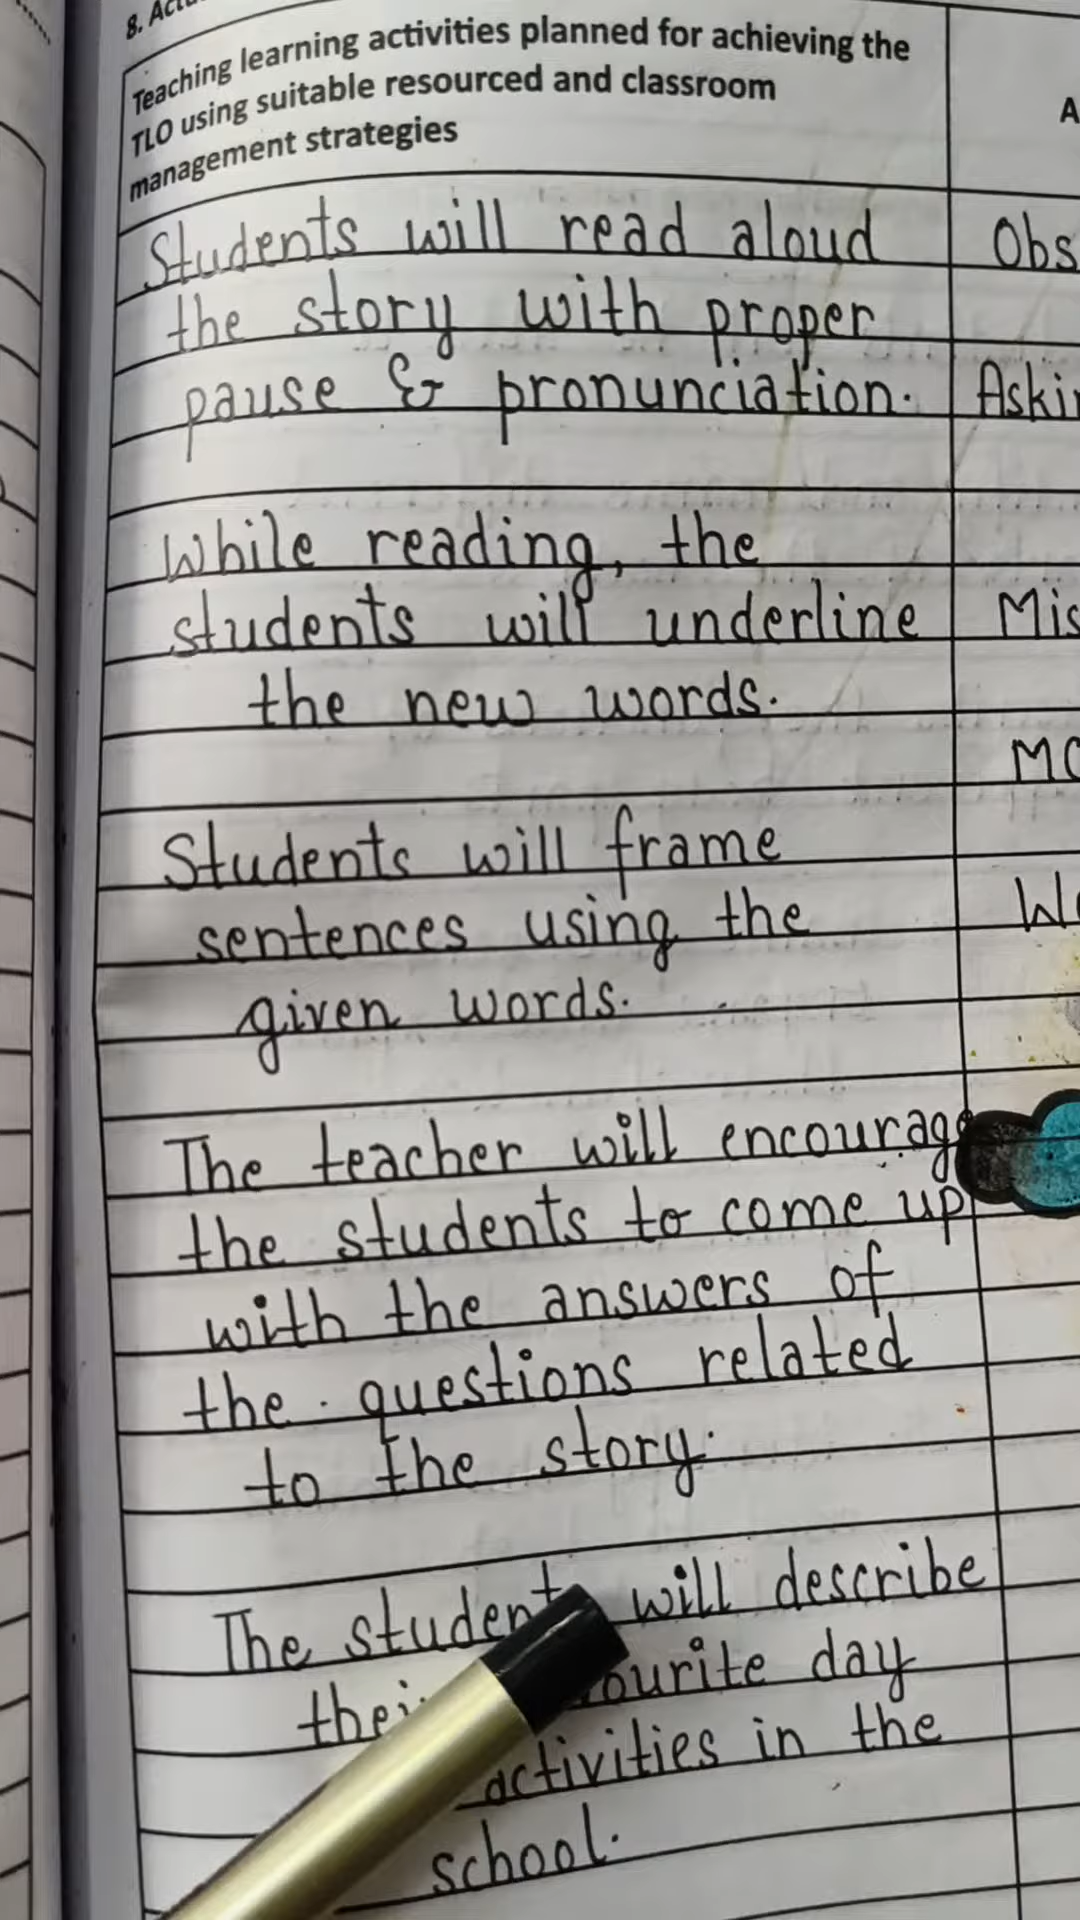 8.
Teaching learning activities planned for achieving the
TLO using suitable resourced and classroom
management strategies
A
Students will read aloud
Obs
the story with proper
pause & pronunciation.
Aski
While reading, the
students will underline
Mis
the new words.
MC
Students will frame
sentences using the
given words.
The teacher will encourage
the students to come up
with the answers of
the questions related
to the story.
The student will describe
day
activities in the
school.